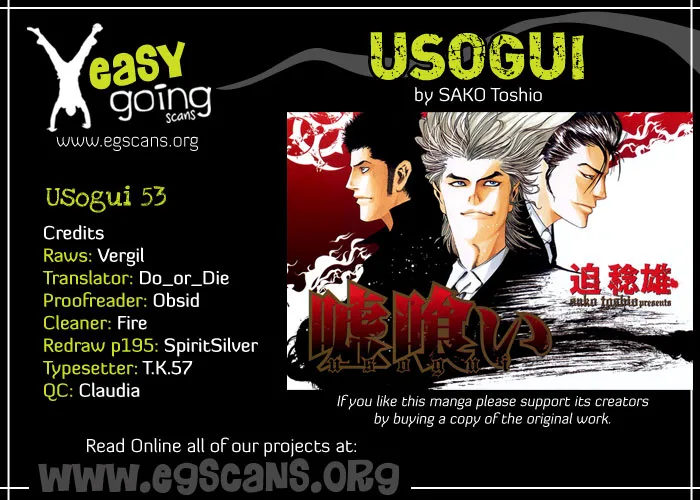 easy
going
scans
www.egscans.org
USOGUI
by SAKO Toshio
Usogui 53
Credits
Raws: Vergil
Translator: Do_or_Die
Proofreader: Obsid
Cleaner: Fire
Redraw p195: SpiritSilver
Typesetter: T.K.57
QC: Claudia
迫 稔雄
sako toshio presents
嘘喰い
usogui
If you like this manga please support its creators
by buying a copy of the original work.
Read Online all of our projects at:
www.egscans.org